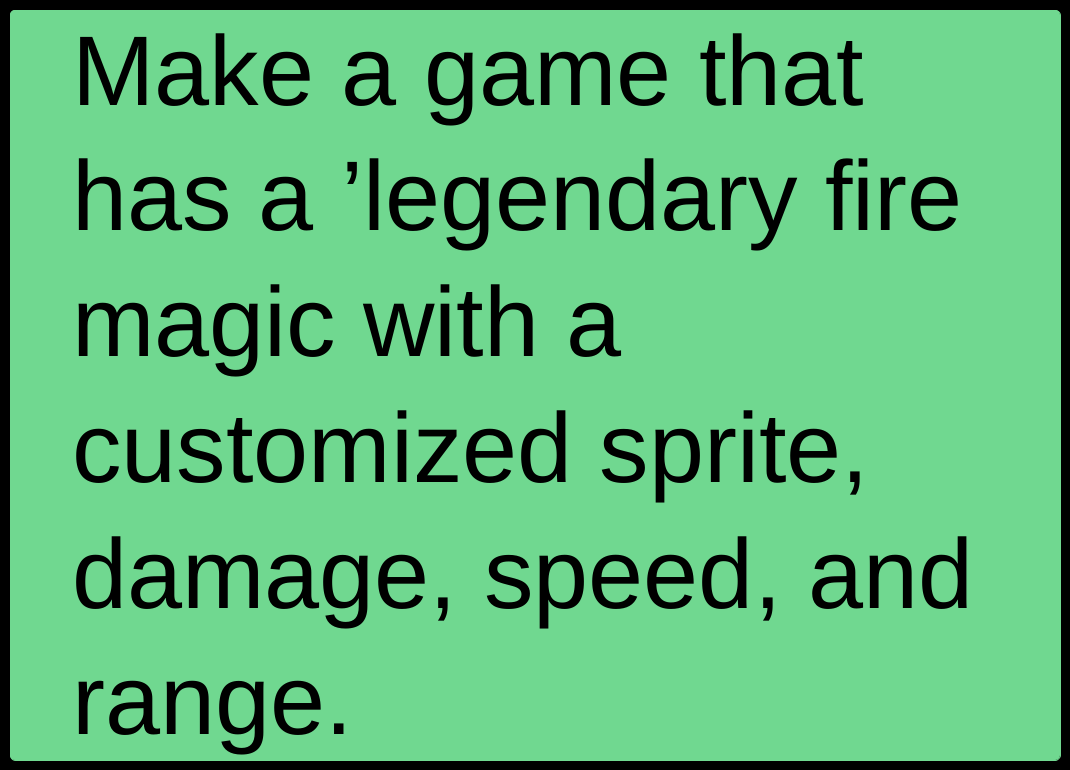 Make a game that
has a ’legendary fire
magic with a
customized sprite,
damage, speed, and
range.